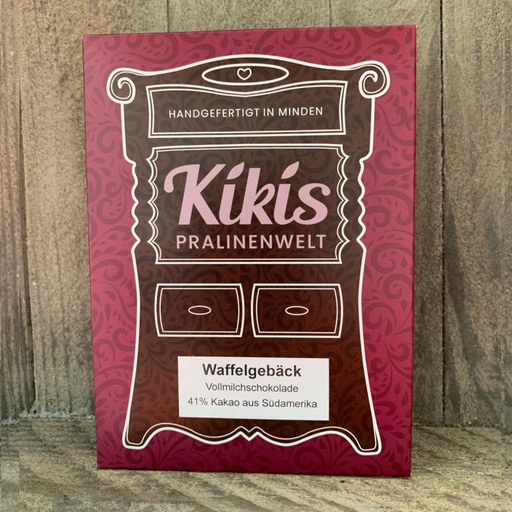 HANDGEFERTIGT IN MINDEN
Kikis
PRALINENWELT
Waffelgebäck
Vollmilchschokolade
41% Kakao aus Südamerika